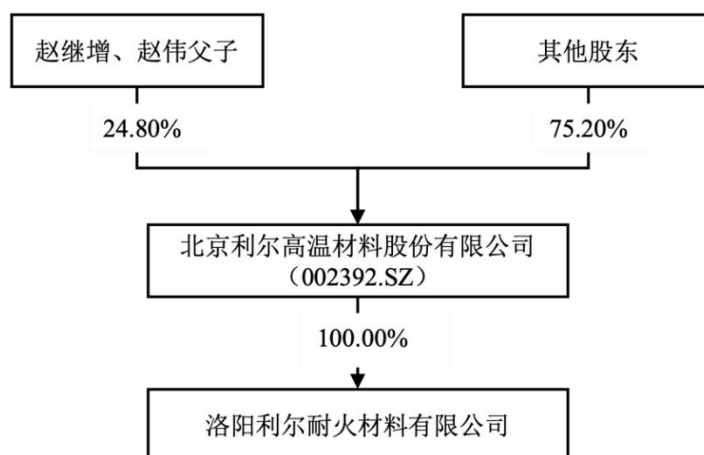 赵继增、赵伟父子
其他股东
24.80%
75.20%
北京利尔高温材料股份有限公司
（002392.SZ）
100.00%
洛阳利尔耐火材料有限公司